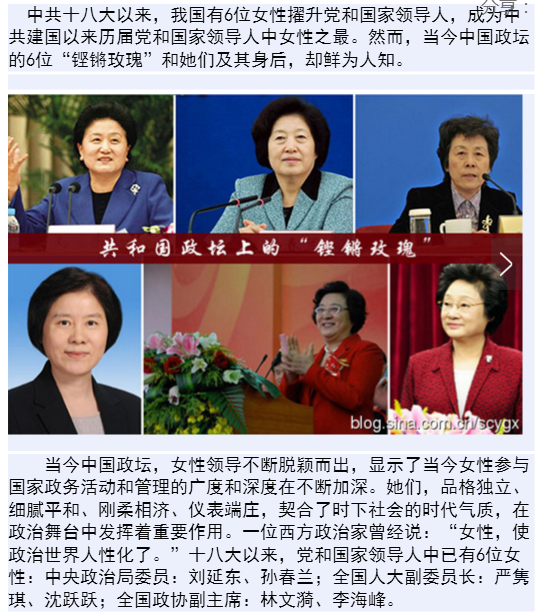 分享：
中共十八大以来，我国有6位女性擢升党和国家领导人，成为中
共建国以来历届党和国家领导人中女性之最。然而，当今中国政坛
的6位“铿锵玫瑰”和她们及其身后，却鲜为人知。
共和国政坛上的“铿锵玫瑰”
blog.sina.com.cn/scygx
当今中国政坛，女性领导不断脱颖而出，显示了当今女性参与
国家政务活动和管理的广度和深度在不断加深。她们，品格独立、
细腻平和、刚柔相济、仪表端庄，契合了时下社会的时代气质，在
政治舞台中发挥着重要作用。一位西方政治家曾经说：“女性，使
政治世界人性化了。”十八大以来，党和国家领导人中已有6位女
性：中央政治局委员：刘延东、孙春兰；全国人大副委员长：严隽
琪、沈跃跃；全国政协副主席：林文漪、李海峰。